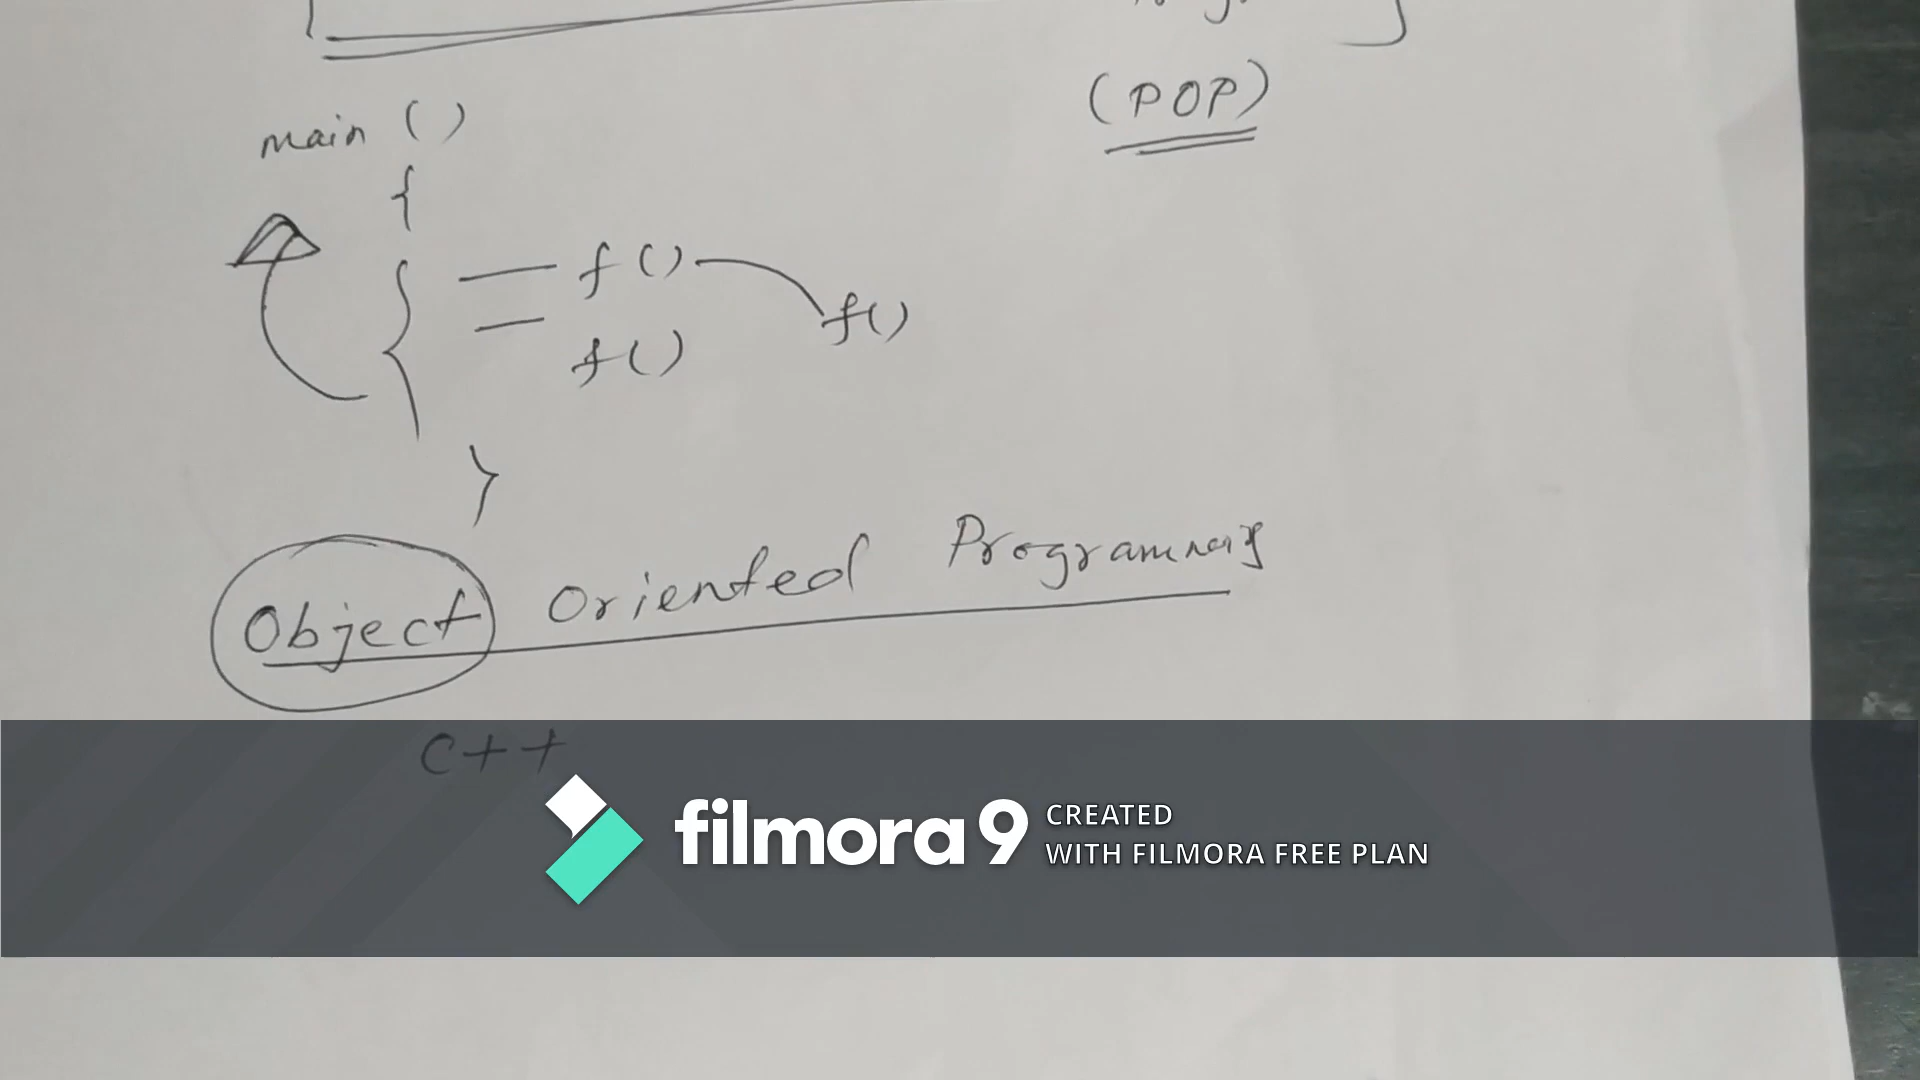 (POP)
main ()
{
f () f()
f ()
}
Object Oriented Programming
C++
filmora 9 CREATED
WITH FILMORA FREE PLAN